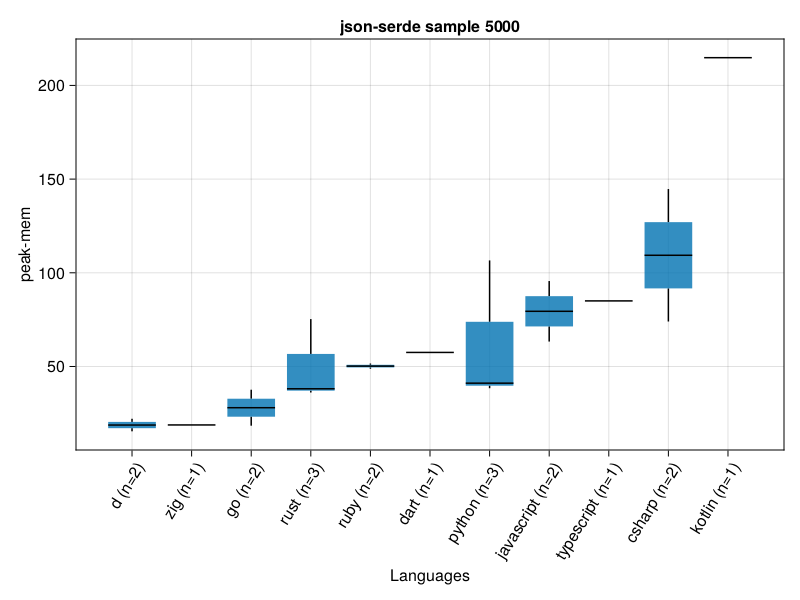 json-serde sample 5000
peak-mem
200
150
100
50
d (n=2)
zig (n=1)
go (n=2)
rust (n=3)
ruby (n=2)
dart (n=1)
python (n=3)
javascript (n=2)
typescript (n=1)
csharp (n=2)
kotlin (n=1)
Languages